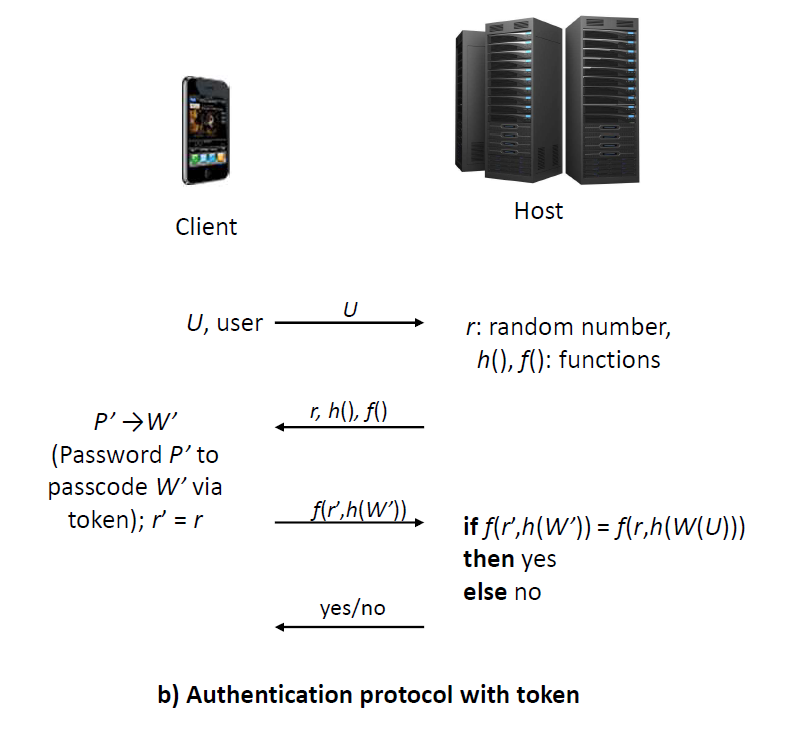 Client
Host
U, user
U
r: random number,
h(), f(): functions
r, h(), f()
P’ →W’
(Password P’ to
passcode W’ via
token); r’ = r
f(r’,h(W’))
if f(r’,h(W’)) = f(r,h(W(U)))
then yes
else no
yes/no
b) Authentication protocol with token